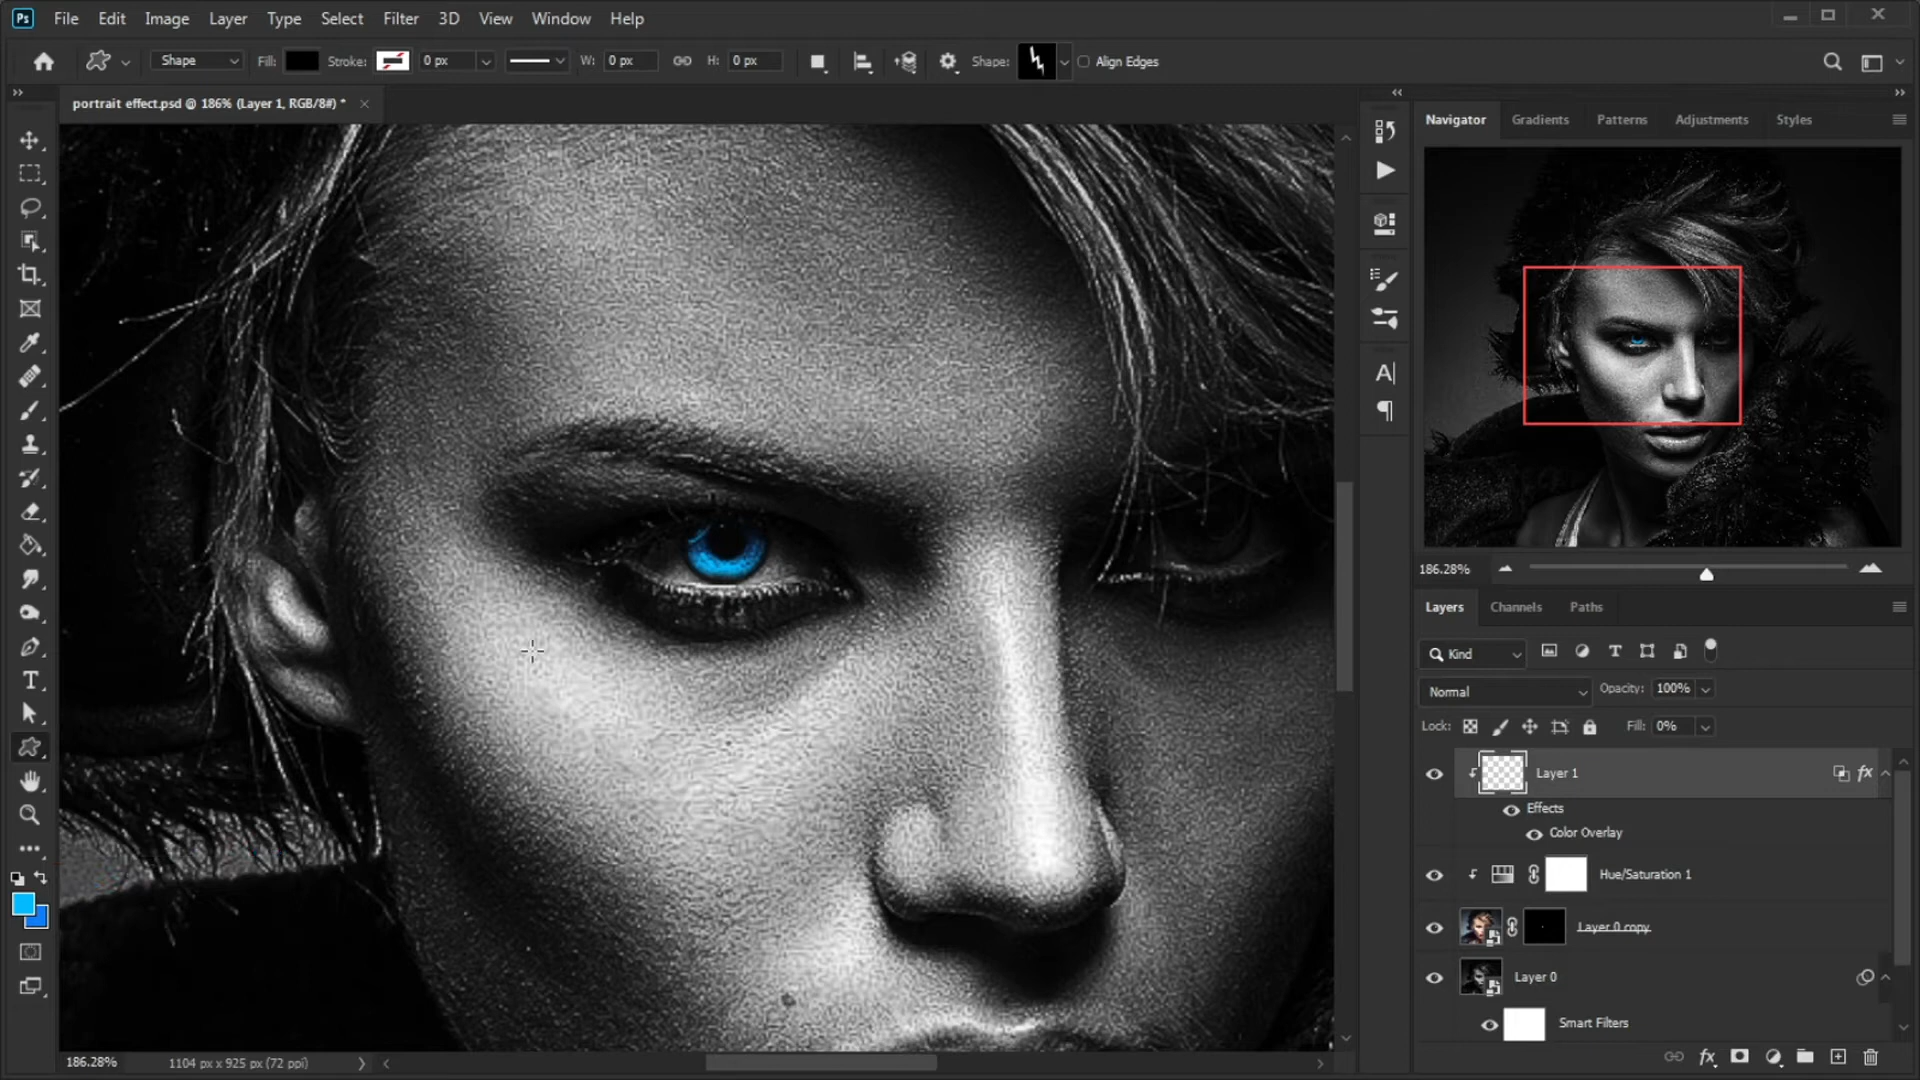 Ps File Edit Image Layer Type Select Filter 3D View Window Help
Shape Fill: Stroke: 0 px W: 0 px H: 0 px Shape: Align Edges
portrait effect.psd @ 186% (Layer 1, RGB/8#) *
Navigator Gradients Patterns Adjustments Styles
186.28%
Layers Channels Paths
Kind
Normal Opacity: 100%
Lock: Fill: 0%
Layer 1
Effects
Color Overlay
Hue/Saturation 1
Layer 0 copy
Layer 0
Smart Filters
186.28% 1104 px x 925 px (72 ppi)